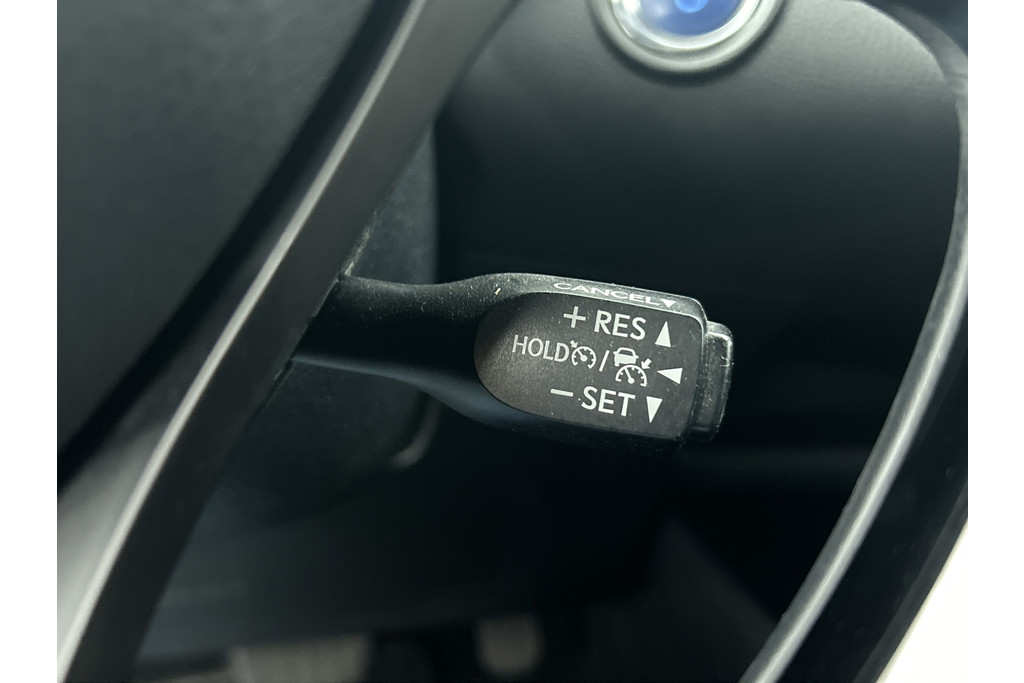 CANCEL▼
+ RES ▲
HOLD / ◄
− SET ▼